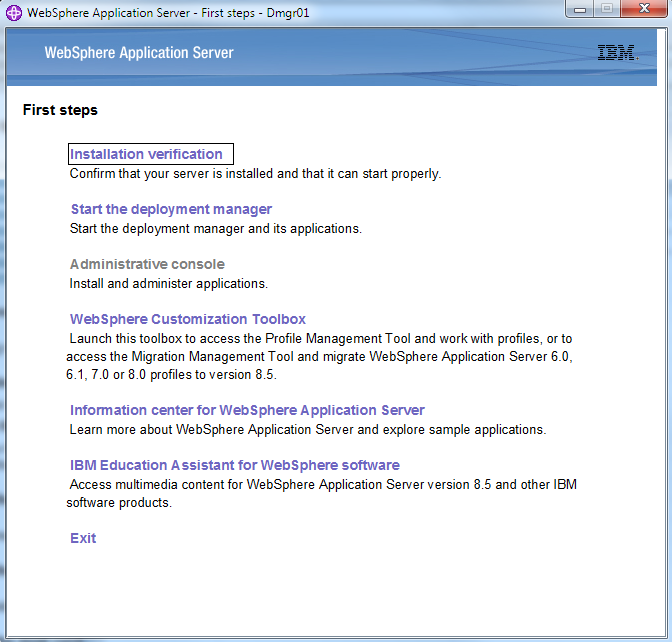 WebSphere Application Server - First steps - Dmgr01
WebSphere Application Server
IBM.
First steps
Installation verification
Confirm that your server is installed and that it can start properly.
Start the deployment manager
Start the deployment manager and its applications.
Administrative console
Install and administer applications.
WebSphere Customization Toolbox
Launch this toolbox to access the Profile Management Tool and work with profiles, or to
access the Migration Management Tool and migrate WebSphere Application Server 6.0,
6.1, 7.0 or 8.0 profiles to version 8.5.
Information center for WebSphere Application Server
Learn more about WebSphere Application Server and explore sample applications.
IBM Education Assistant for WebSphere software
Access multimedia content for WebSphere Application Server version 8.5 and other IBM
software products.
Exit